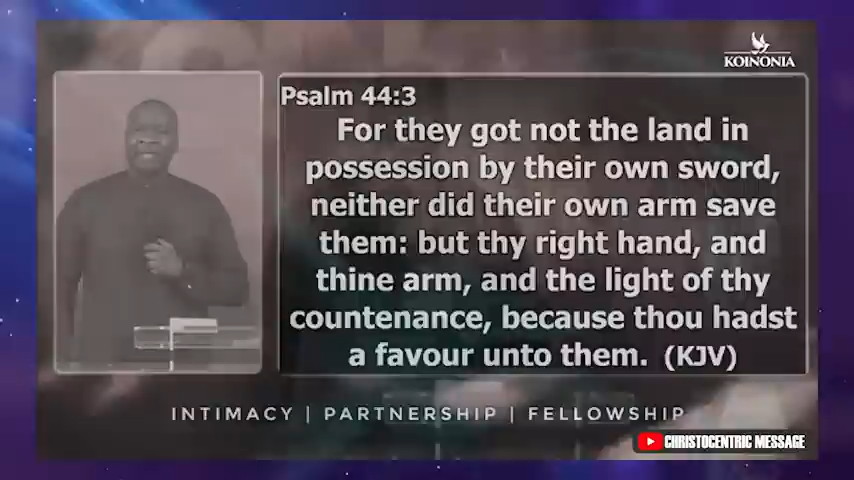 KOINONIA
Psalm 44:3
For they got not the land in
possession by their own sword,
neither did their own arm save
them: but thy right hand, and
thine arm, and the light of thy
countenance, because thou hadst
a favour unto them. (KJV)
INTIMACY | PARTNERSHIP | FELLOWSHIP
CHRISTOCENTRIC MESSAGE